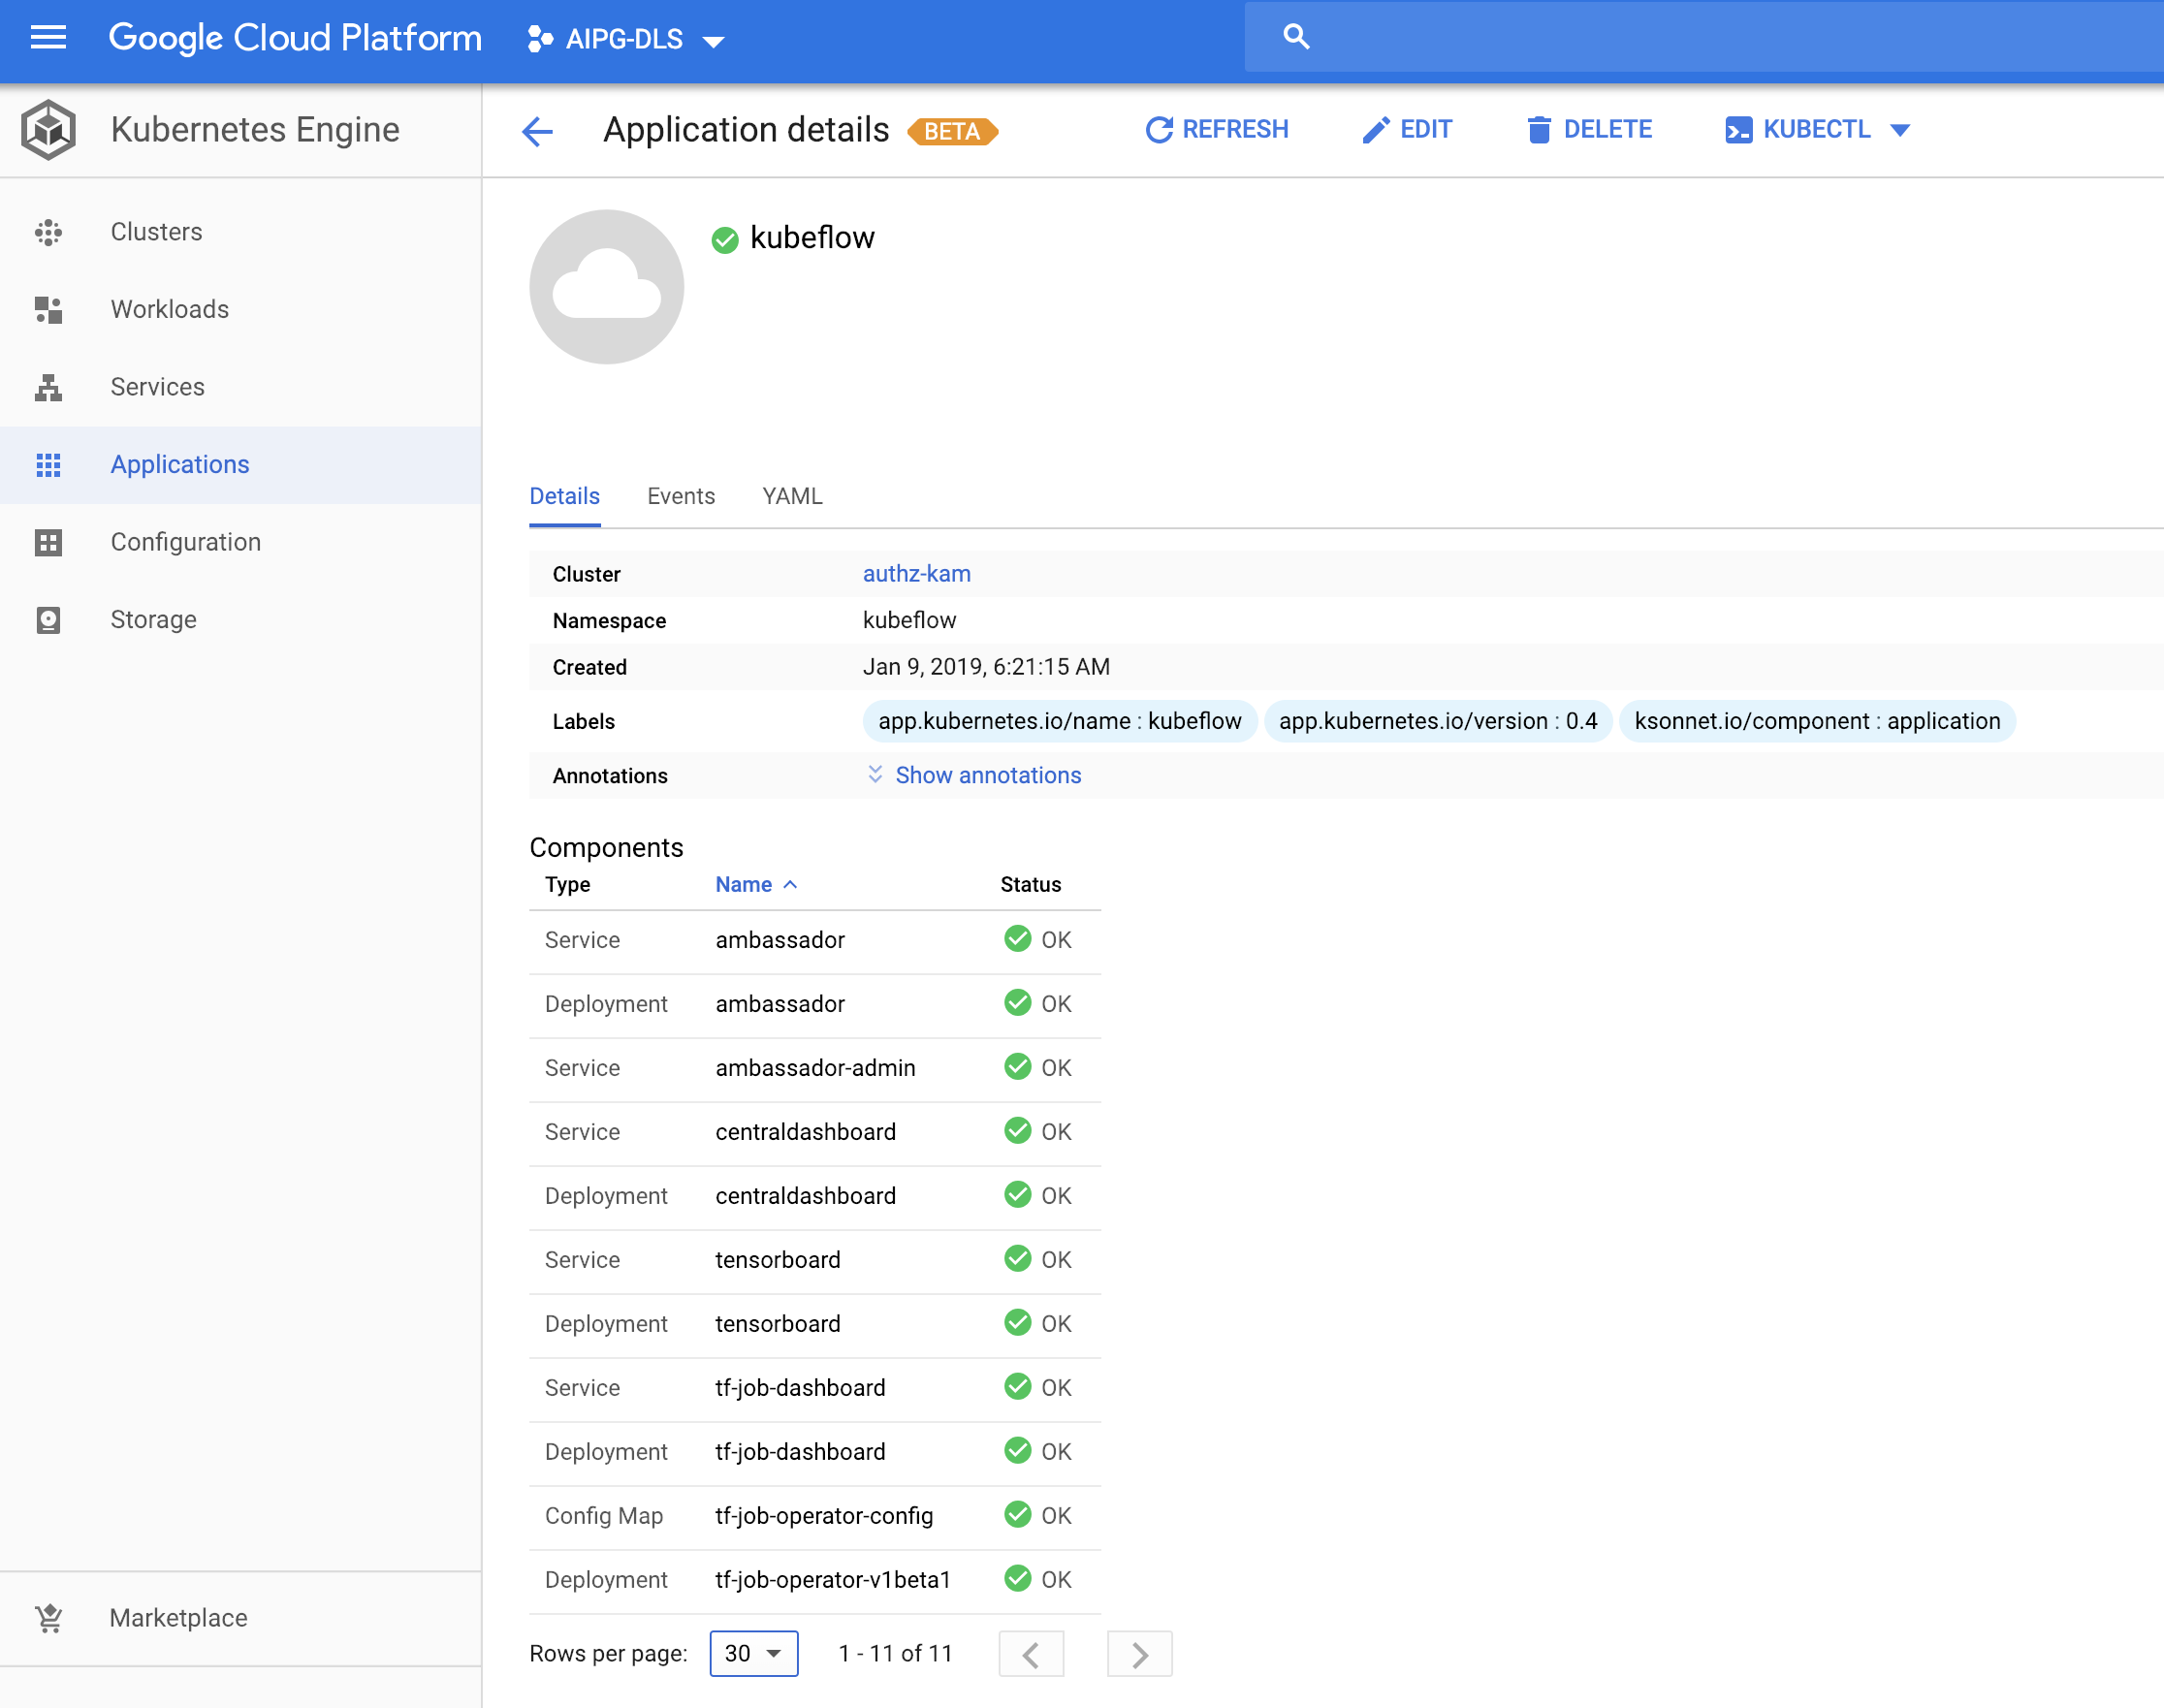 Google Cloud Platform AIPG-DLS
Kubernetes Engine
Application details BETA REFRESH EDIT DELETE KUBECTL
Clusters
Workloads
Services
Applications
Configuration
Storage
Marketplace
kubeflow
Details Events YAML
Cluster authz-kam
Namespace kubeflow
Created Jan 9, 2019, 6:21:15 AM
Labels app.kubernetes.io/name : kubeflow app.kubernetes.io/version : 0.4 ksonnet.io/component : application
Annotations Show annotations
Components
Type Name Status
Service ambassador OK
Deployment ambassador OK
Service ambassador-admin OK
Service centraldashboard OK
Deployment centraldashboard OK
Service tensorboard OK
Deployment tensorboard OK
Service tf-job-dashboard OK
Deployment tf-job-dashboard OK
Config Map tf-job-operator-config OK
Deployment tf-job-operator-v1beta1 OK
Rows per page: 30 1 - 11 of 11